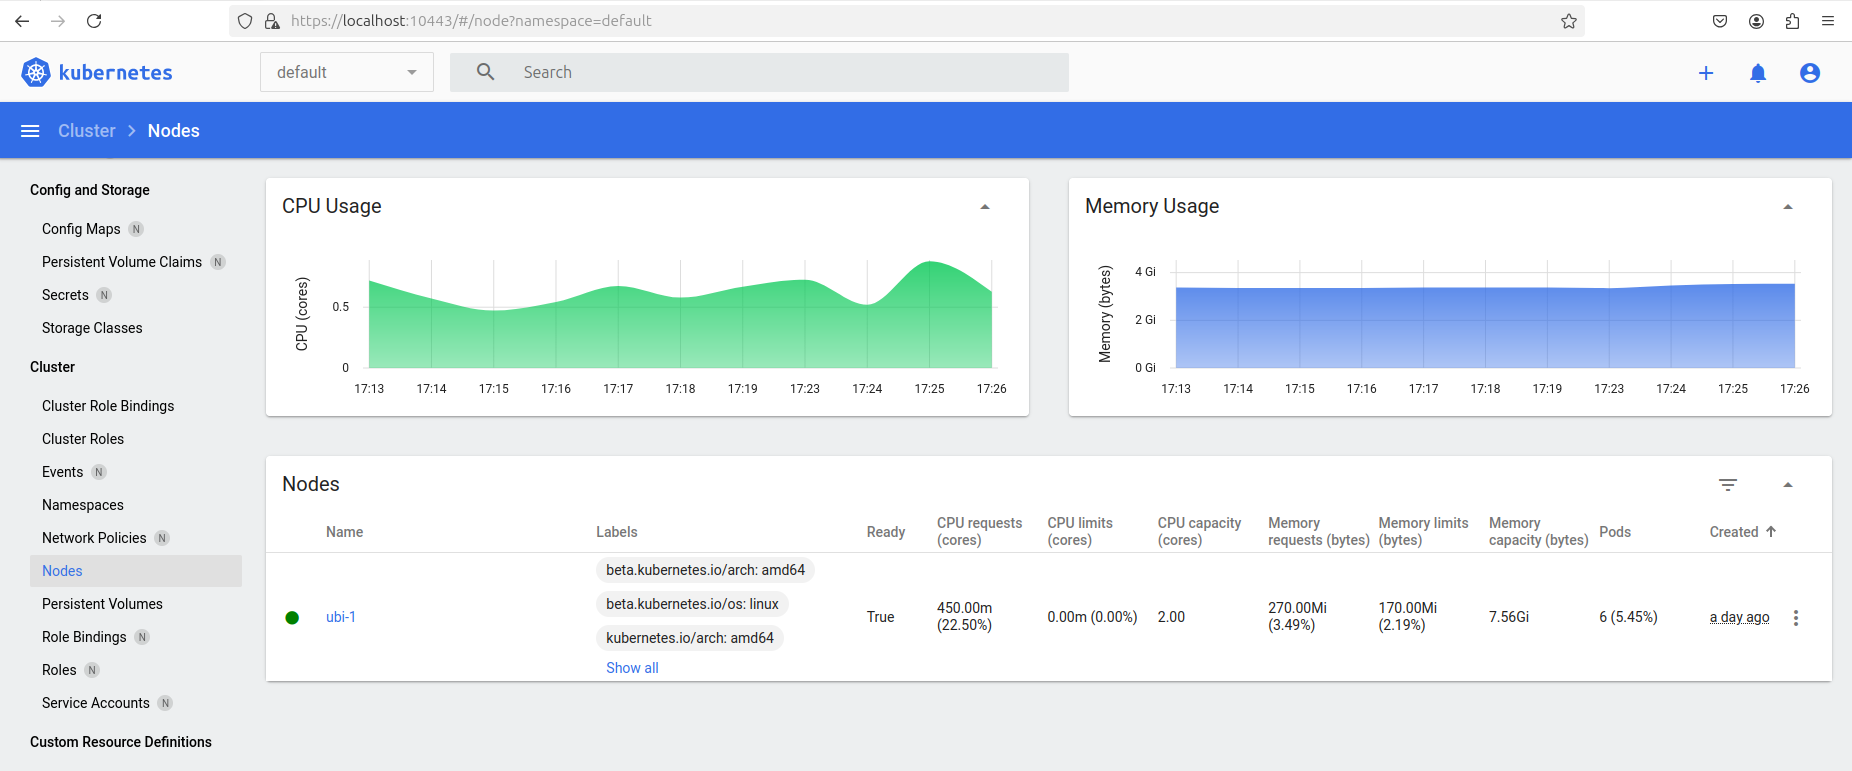 https://localhost:10443/#/node?namespace=default
kubernetes
default
Search
Cluster
Nodes
Config and Storage
Config Maps N
Persistent Volume Claims N
Secrets N
Storage Classes
Cluster
Cluster Role Bindings
Cluster Roles
Events N
Namespaces
Network Policies N
Nodes
Persistent Volumes
Role Bindings N
Roles N
Service Accounts N
Custom Resource Definitions
CPU Usage
CPU (cores)
0.5
0
17:13 17:14 17:15 17:16 17:17 17:18 17:19 17:23 17:24 17:25 17:26
Memory Usage
Memory (bytes)
4 Gi
2 Gi
0 Gi
17:13 17:14 17:15 17:16 17:17 17:18 17:19 17:23 17:24 17:25 17:26
Nodes
Name
Labels
Ready
CPU requests
(cores)
CPU limits
(cores)
CPU capacity
(cores)
Memory
requests (bytes)
Memory limits
(bytes)
Memory
capacity (bytes)
Pods
Created
ubi-1
beta.kubernetes.io/arch: amd64
beta.kubernetes.io/os: linux
kubernetes.io/arch: amd64
Show all
True
450.00m
(22.50%)
0.00m (0.00%)
2.00
270.00Mi
(3.49%)
170.00Mi
(2.19%)
7.56Gi
6 (5.45%)
a day ago